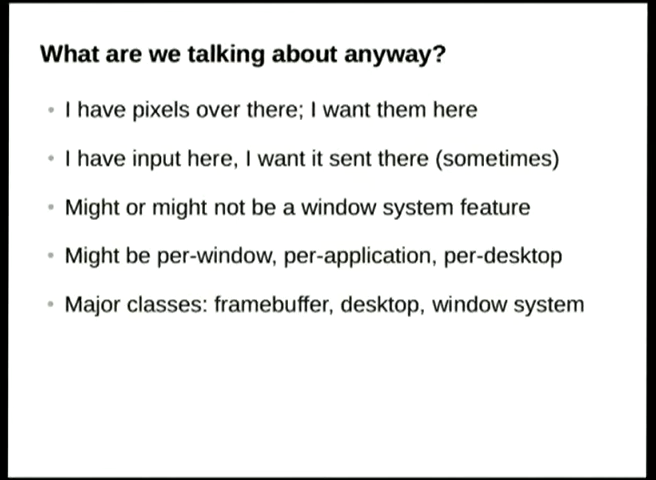 What are we talking about anyway?
I have pixels over there; I want them here
I have input here, I want it sent there (sometimes)
Might or might not be a window system feature
Might be per-window, per-application, per-desktop
Major classes: framebuffer, desktop, window system